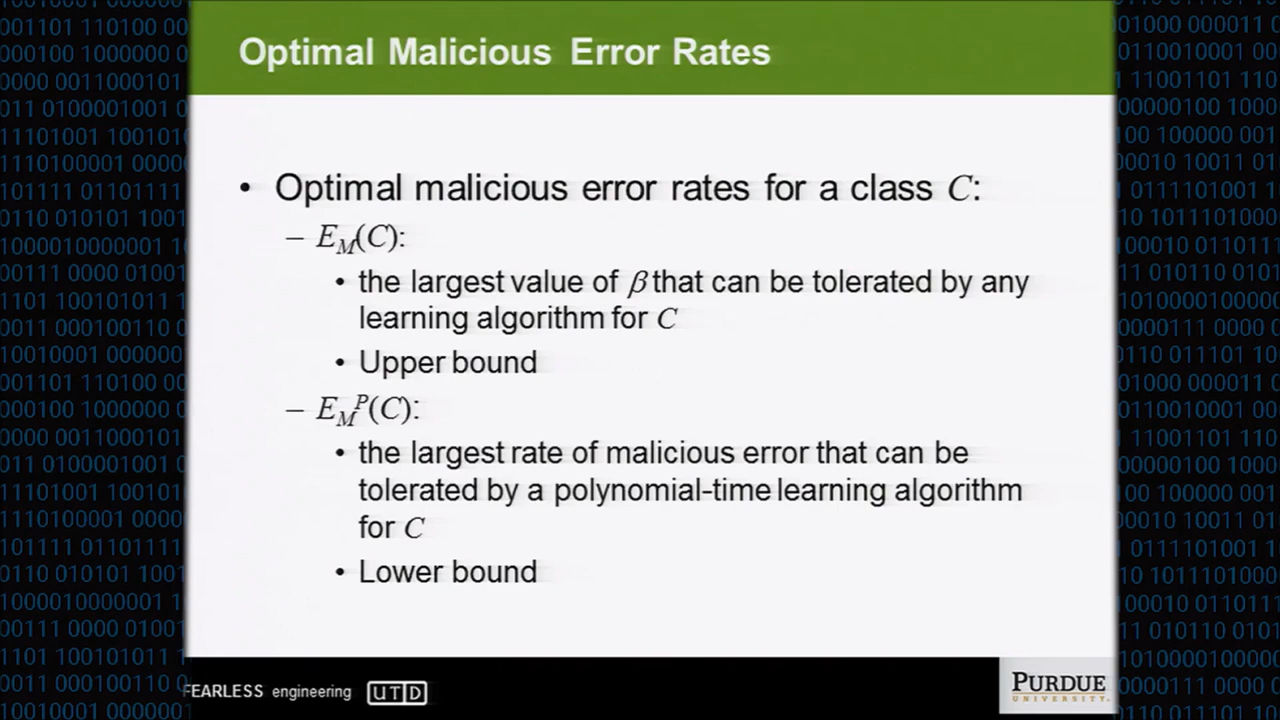 Optimal Malicious Error Rates
• Optimal malicious error rates for a class C:
– E_M(C):
• the largest value of β that can be tolerated by any
learning algorithm for C
• Upper bound
– E_M^P(C):
• the largest rate of malicious error that can be
tolerated by a polynomial-time learning algorithm
for C
• Lower bound
FEARLESS engineering UTD
PURDUE
UNIVERSITY